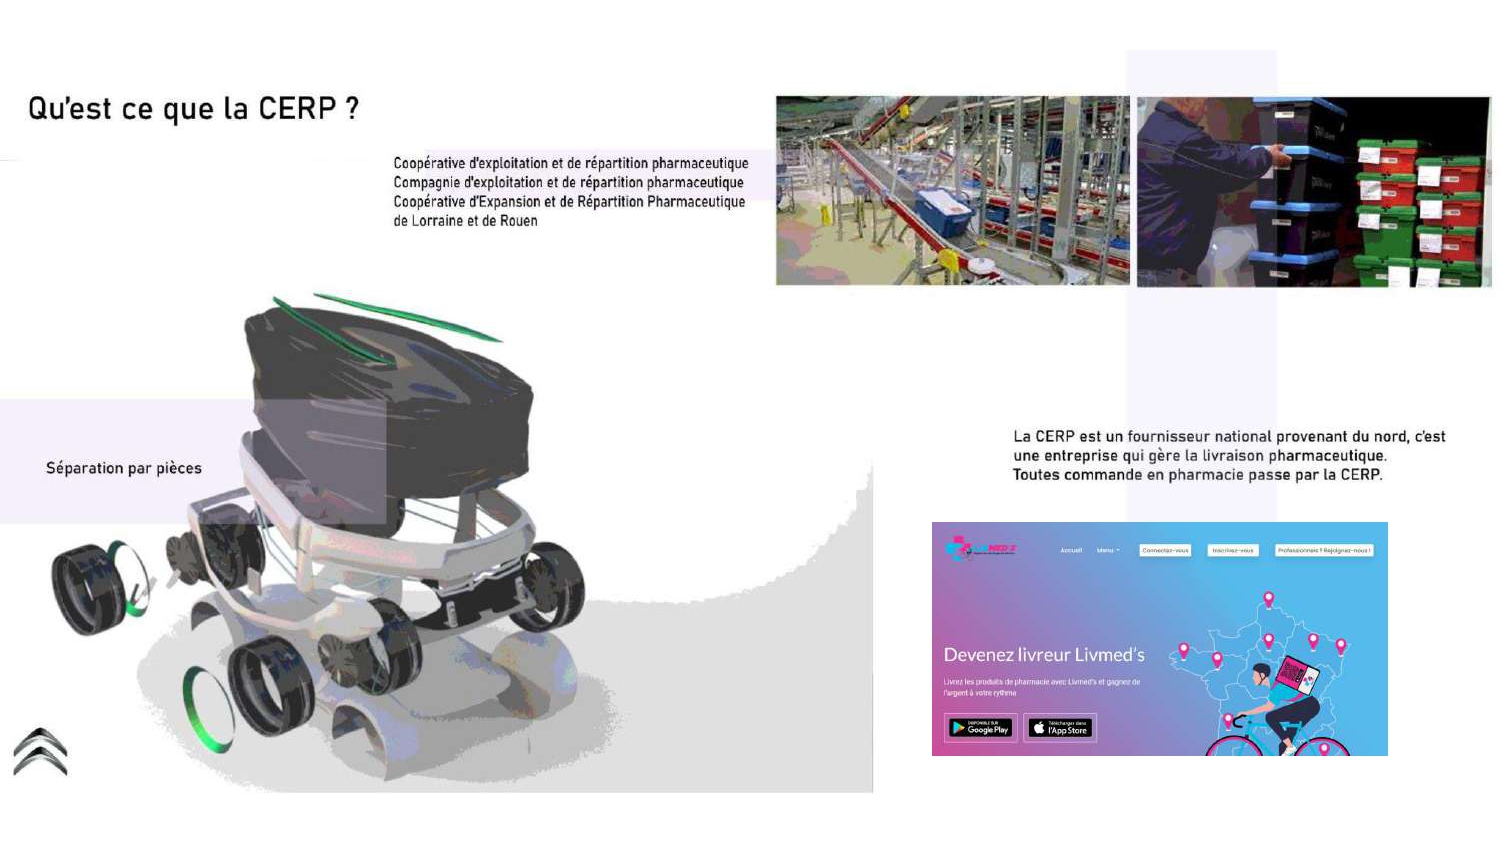 Qu'est ce que la CERP ?
Coopérative d'exploitation et de répartition pharmaceutique
Compagnie d'exploitation et de répartition pharmaceutique
Coopérative d'Expansion et de Répartition Pharmaceutique
de Lorraine et de Rouen
Séparation par pièces
La CERP est un fournisseur national provenant du nord, c'est
une entreprise qui gère la livraison pharmaceutique.
Toutes commande en pharmacie passe par la CERP.
Accueil Menu Connectez-vous Inscrivez-vous Professionnels ? Rejoignez-nous !
Devenez livreur Livmed's
Livrez les produits de pharmacie avec Livmed's et gagnez de
l'argent à votre rythme
DISPONIBLE SUR
Google Play
Télécharger dans
l'App Store